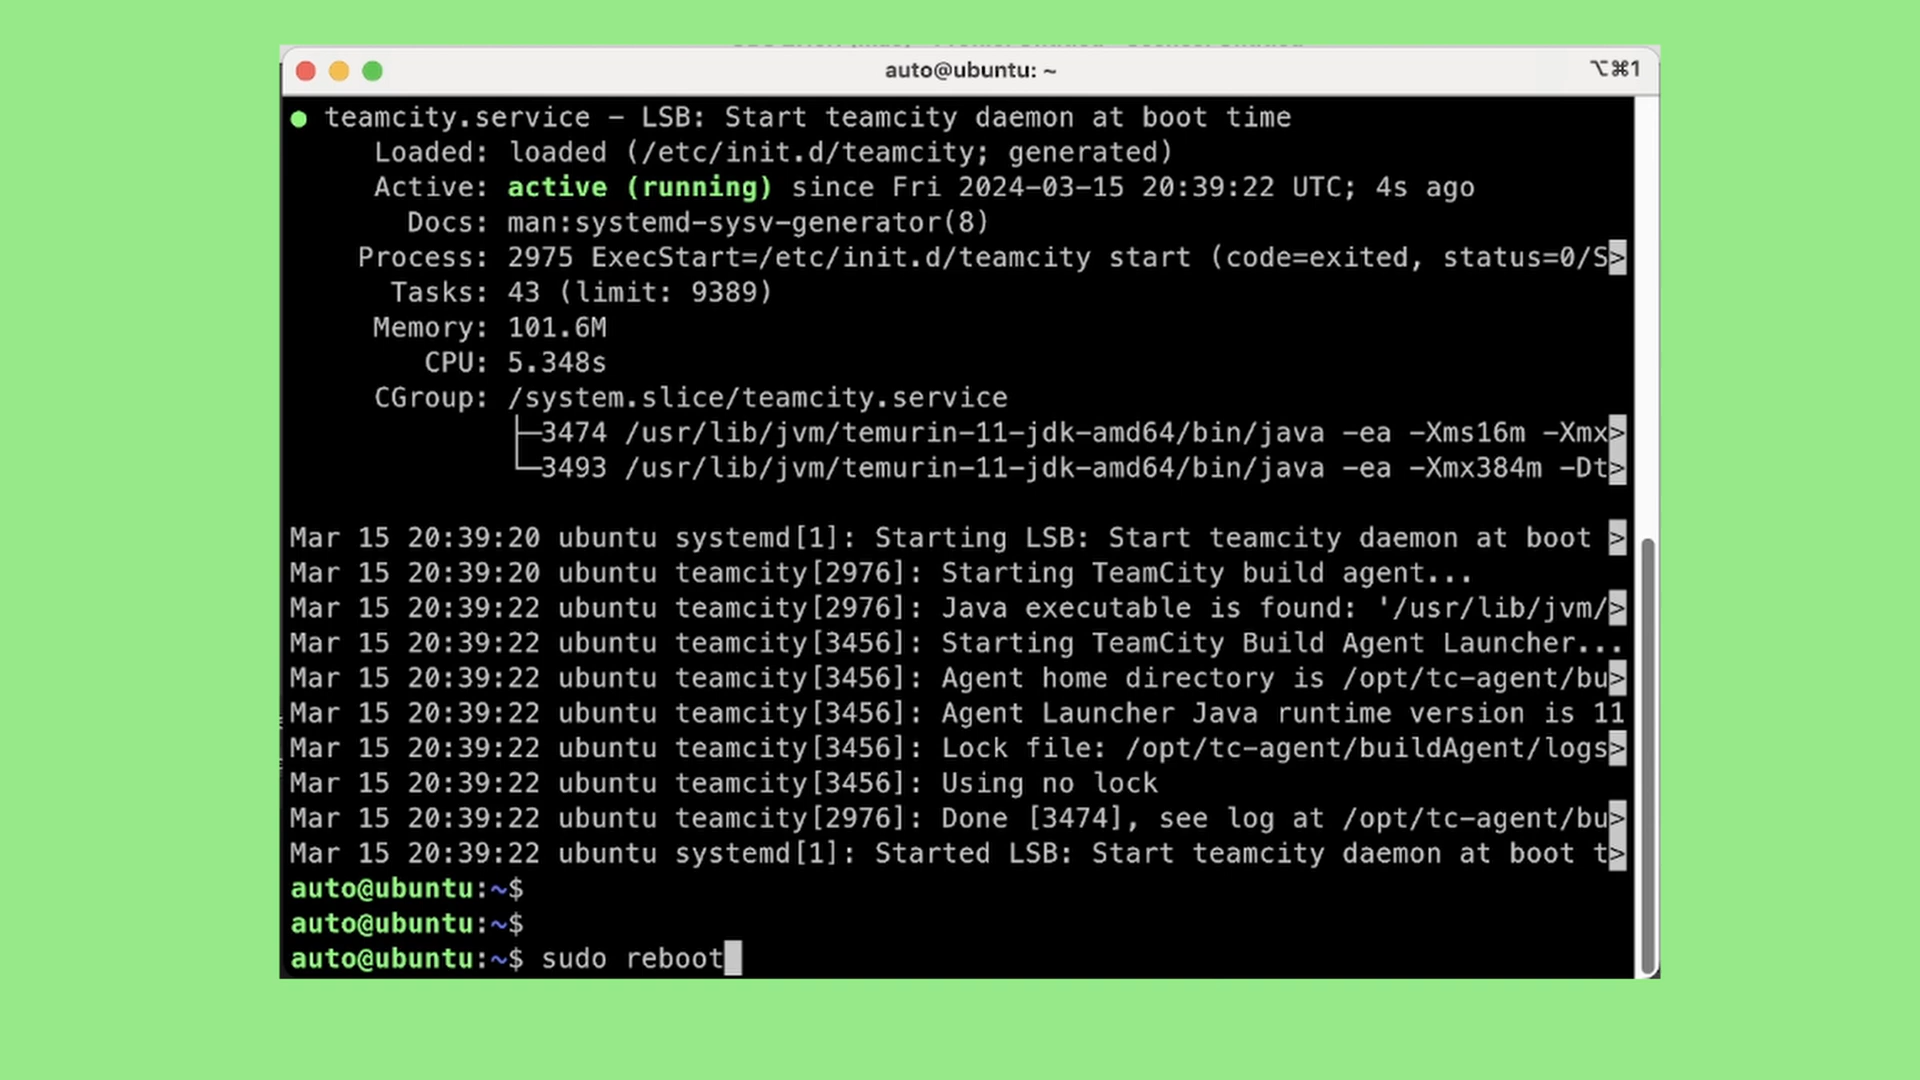 auto@ubuntu: ~
⌥⌘1
● teamcity.service - LSB: Start teamcity daemon at boot time
Loaded: loaded (/etc/init.d/teamcity; generated)
Active: active (running) since Fri 2024-03-15 20:39:22 UTC; 4s ago
Docs: man:systemd-sysv-generator(8)
Process: 2975 ExecStart=/etc/init.d/teamcity start (code=exited, status=0/S>
Tasks: 43 (limit: 9389)
Memory: 101.6M
CPU: 5.348s
CGroup: /system.slice/teamcity.service
├─3474 /usr/lib/jvm/temurin-11-jdk-amd64/bin/java -ea -Xms16m -Xmx>
└─3493 /usr/lib/jvm/temurin-11-jdk-amd64/bin/java -ea -Xmx384m -Dt>
Mar 15 20:39:20 ubuntu systemd[1]: Starting LSB: Start teamcity daemon at boot >
Mar 15 20:39:20 ubuntu teamcity[2976]: Starting TeamCity build agent...
Mar 15 20:39:22 ubuntu teamcity[2976]: Java executable is found: '/usr/lib/jvm/>
Mar 15 20:39:22 ubuntu teamcity[3456]: Starting TeamCity Build Agent Launcher...
Mar 15 20:39:22 ubuntu teamcity[3456]: Agent home directory is /opt/tc-agent/bu>
Mar 15 20:39:22 ubuntu teamcity[3456]: Agent Launcher Java runtime version is 11
Mar 15 20:39:22 ubuntu teamcity[3456]: Lock file: /opt/tc-agent/buildAgent/logs>
Mar 15 20:39:22 ubuntu teamcity[3456]: Using no lock
Mar 15 20:39:22 ubuntu teamcity[2976]: Done [3474], see log at /opt/tc-agent/bu>
Mar 15 20:39:22 ubuntu systemd[1]: Started LSB: Start teamcity daemon at boot t>
auto@ubuntu:~$
auto@ubuntu:~$
auto@ubuntu:~$ sudo reboot